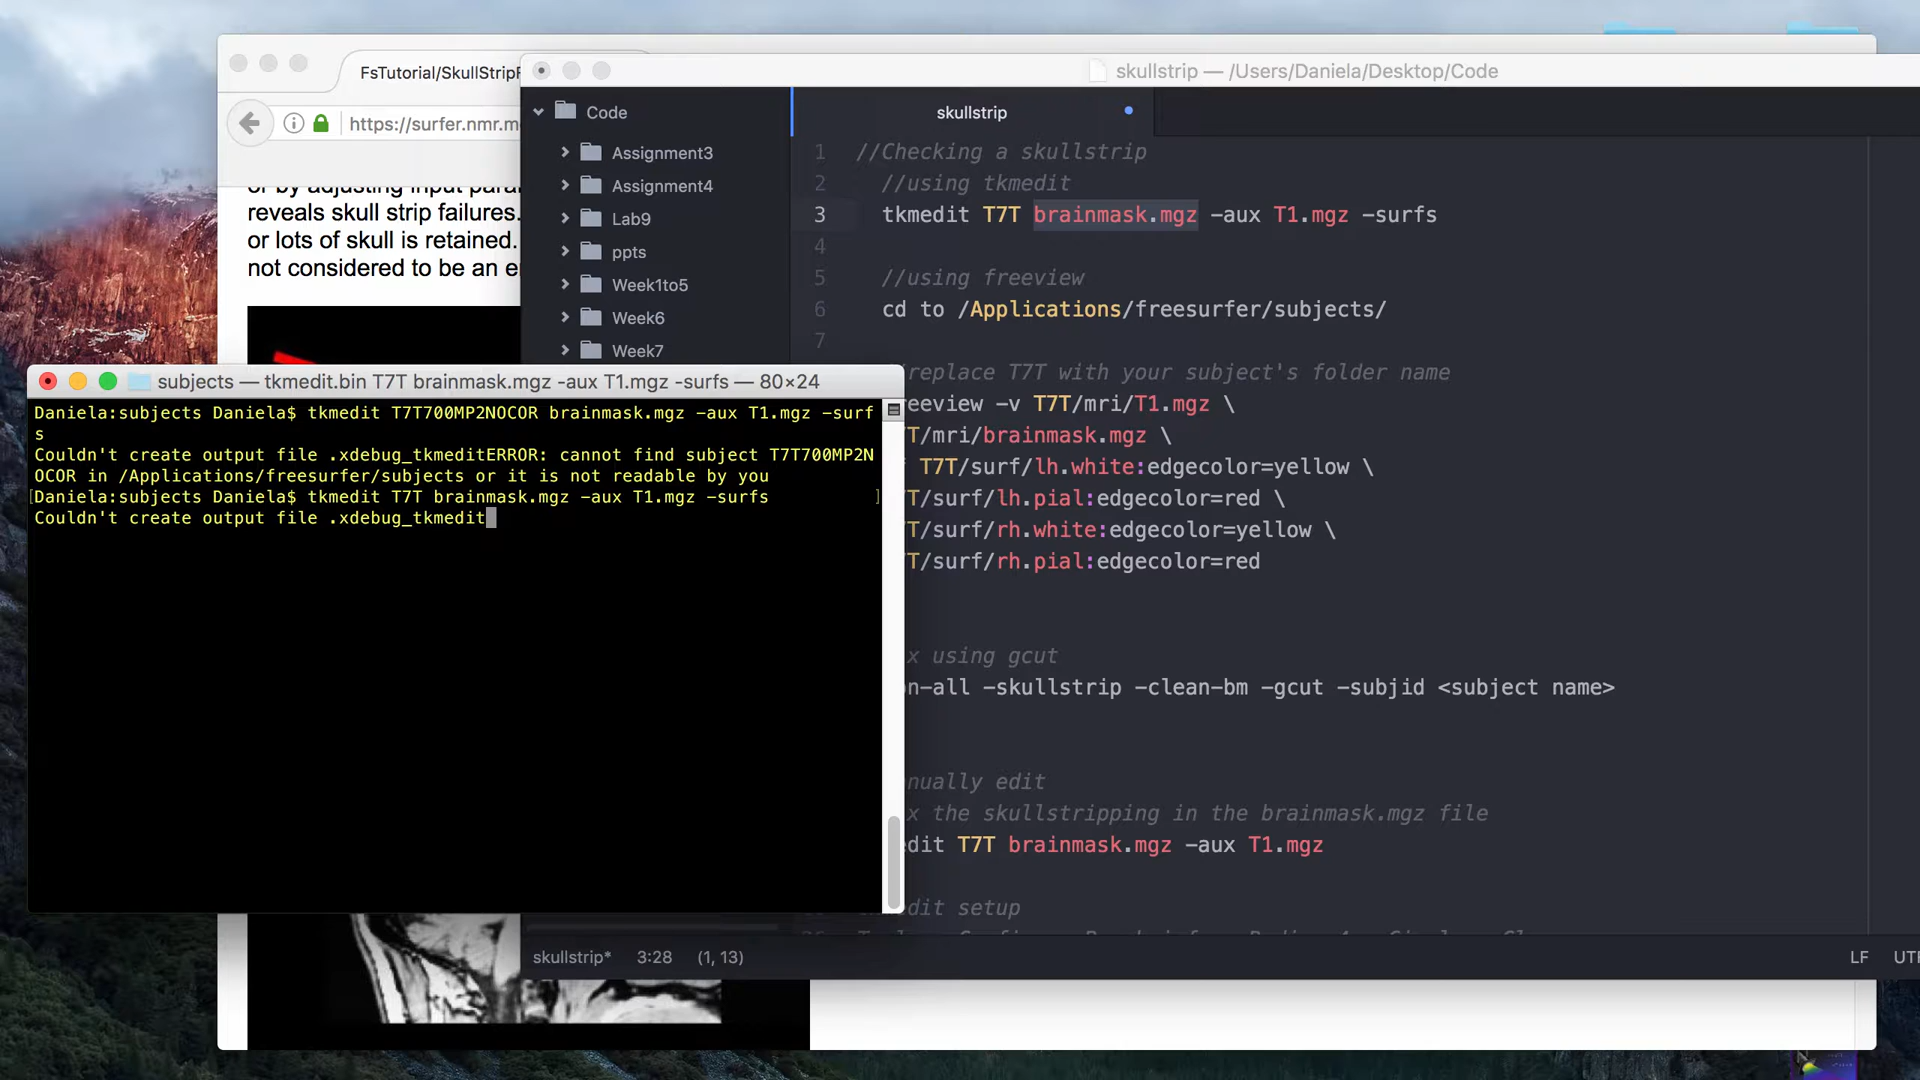 FsTutorial/SkullStripF
https://surfer.nmr.m
reveals skull strip failures.
or lots of skull is retained.
not considered to be an e
skullstrip — /Users/Daniela/Desktop/Code
Code
Assignment3
Assignment4
Lab9
ppts
Week1to5
Week6
Week7
skullstrip
1 //Checking a skullstrip
2 //using tkmedit
3 tkmedit T7T brainmask.mgz -aux T1.mgz -surfs
4
5 //using freeview
6 cd to /Applications/freesurfer/subjects/
7
replace T7T with your subject's folder name
reeview -v T7T/mri/T1.mgz \
T/mri/brainmask.mgz \
T7T/surf/lh.white:edgecolor=yellow \
T/surf/lh.pial:edgecolor=red \
T/surf/rh.white:edgecolor=yellow \
T/surf/rh.pial:edgecolor=red
x using gcut
on-all -skullstrip -clean-bm -gcut -subjid <subject name>
nually edit
x the skullstripping in the brainmask.mgz file
edit T7T brainmask.mgz -aux T1.mgz
edit setup
skullstrip* 3:28 (1, 13)
LF UTF
subjects — tkmedit.bin T7T brainmask.mgz -aux T1.mgz -surfs — 80×24
Daniela:subjects Daniela$ tkmedit T7T700MP2NOCOR brainmask.mgz -aux T1.mgz -surf
s
Couldn't create output file .xdebug_tkmeditERROR: cannot find subject T7T700MP2N
OCOR in /Applications/freesurfer/subjects or it is not readable by you
[Daniela:subjects Daniela$ tkmedit T7T brainmask.mgz -aux T1.mgz -surfs ]
Couldn't create output file .xdebug_tkmedit